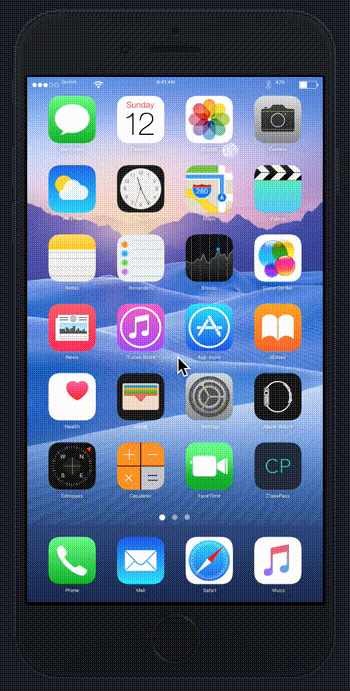 Sketch 9:41 AM 42%
Sunday
12
280
Notes Reminders Stocks Game Center
News iTunes Store App Store iBooks
Health Settings Apple Watch
N
W E
S
CP
Compass Calculator FaceTime ClassPass
Phone Mail Safari Music